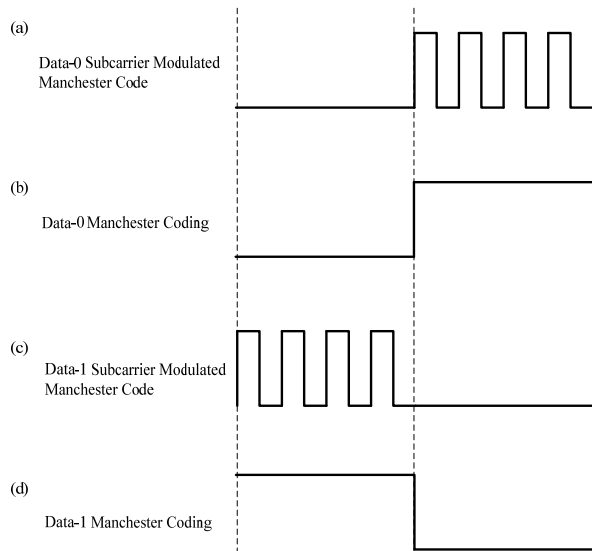 (a)
Data-0 Subcarrier Modulated
Manchester Code
(b)
Data-0 Manchester Coding
(c)
Data-1 Subcarrier Modulated
Manchester Code
(d)
Data-1 Manchester Coding